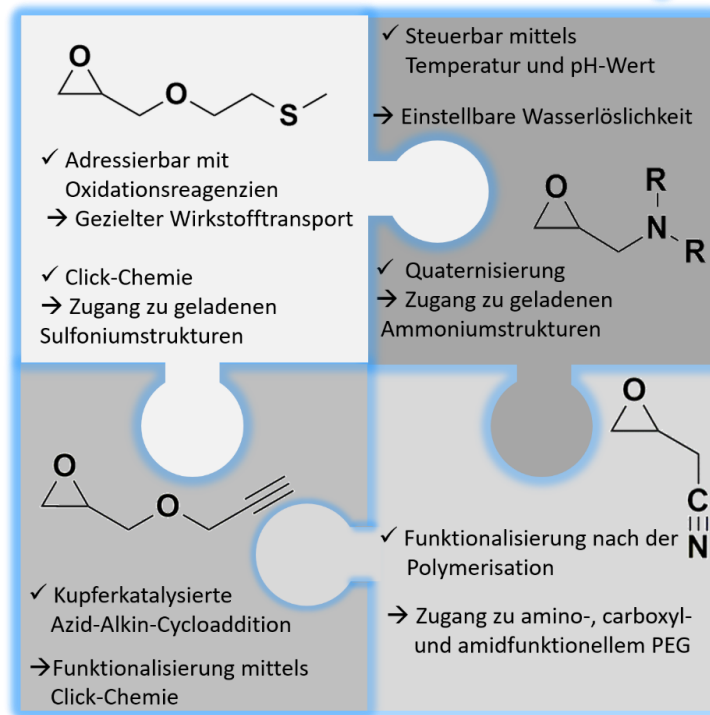 O
O
S
✓ Adressierbar mit
Oxidationsreagenzien
→ Gezielter Wirkstofftransport
✓ Click-Chemie
→ Zugang zu geladenen
Sulfoniumstrukturen
✓ Steuerbar mittels
Temperatur und pH-Wert
→ Einstellbare Wasserlöslichkeit
O
R
N
R
✓ Quaternisierung
→ Zugang zu geladenen
Ammoniumstrukturen
O
O
✓ Kupferkatalysierte
Azid-Alkin-Cycloaddition
→Funktionalisierung mittels
Click-Chemie
O
C
N
✓ Funktionalisierung nach der
Polymerisation
→ Zugang zu amino-, carboxyl-
und amidfunktionellem PEG